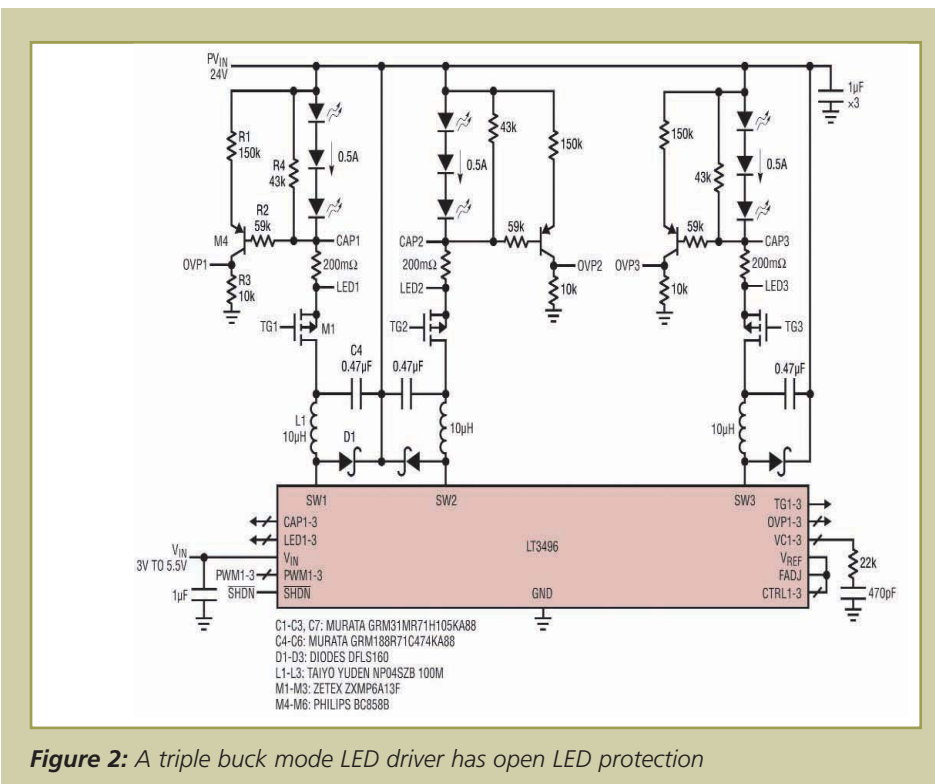 PVIN
24V
1µF
×3
R1
150k
R4
43k
0.5A
R2
59k
M4
CAP1
OVP1
200mΩ
R3
10k
LED1
TG1
M1
C4
0.47µF
L1
10µH
D1
43k
150k
0.5A
59k
CAP2
200mΩ
OVP2
LED2
10k
TG2
0.47µF
10µH
150k
43k
0.5A
59k
CAP3
OVP3
200mΩ
10k
LED3
TG3
0.47µF
10µH
SW1
SW2
SW3
CAP1-3
LED1-3
VIN
3V TO 5.5V
VIN
PWM1-3
PWM1-3
1µF
SHDN
SHDN
LT3496
GND
TG1-3
OVP1-3
VC1-3
VREF
FADJ
CTRL1-3
22k
470pF
C1-C3, C7: MURATA GRM31MR71H105KA88
C4-C6: MURATA GRM188R71C474KA88
D1-D3: DIODES DFLS160
L1-L3: TAIYO YUDEN NP04SZB 100M
M1-M3: ZETEX ZXMP6A13F
M4-M6: PHILIPS BC858B
Figure 2: A triple buck mode LED driver has open LED protection